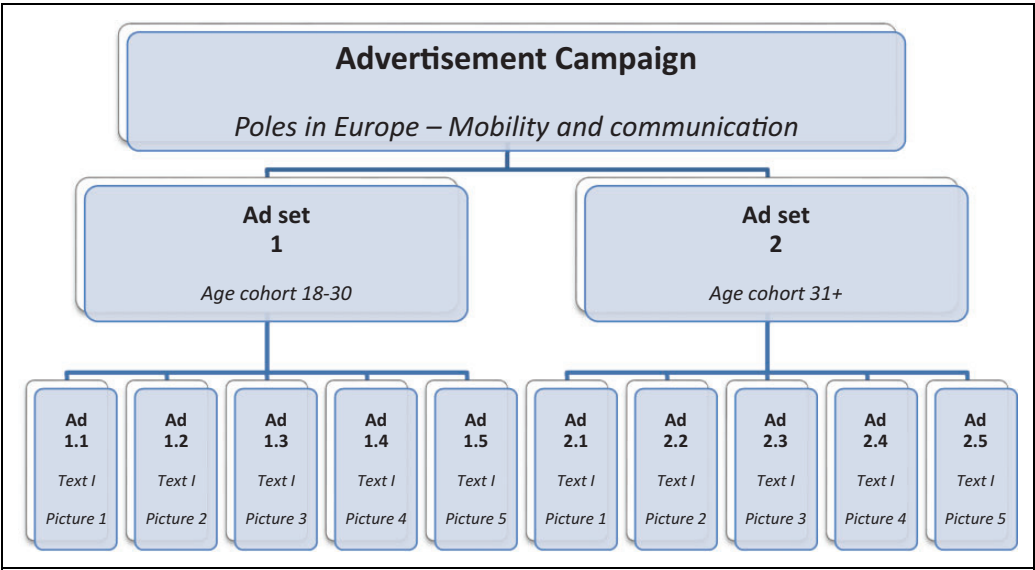 Advertisement Campaign
Poles in Europe – Mobility and communication
Ad set
1
Age cohort 18-30
Ad set
2
Age cohort 31+
Ad
1.1
Text I
Picture 1
Ad
1.2
Text I
Picture 2
Ad
1.3
Text I
Picture 3
Ad
1.4
Text I
Picture 4
Ad
1.5
Text I
Picture 5
Ad
2.1
Text I
Picture 1
Ad
2.2
Text I
Picture 2
Ad
2.3
Text I
Picture 3
Ad
2.4
Text I
Picture 4
Ad
2.5
Text I
Picture 5